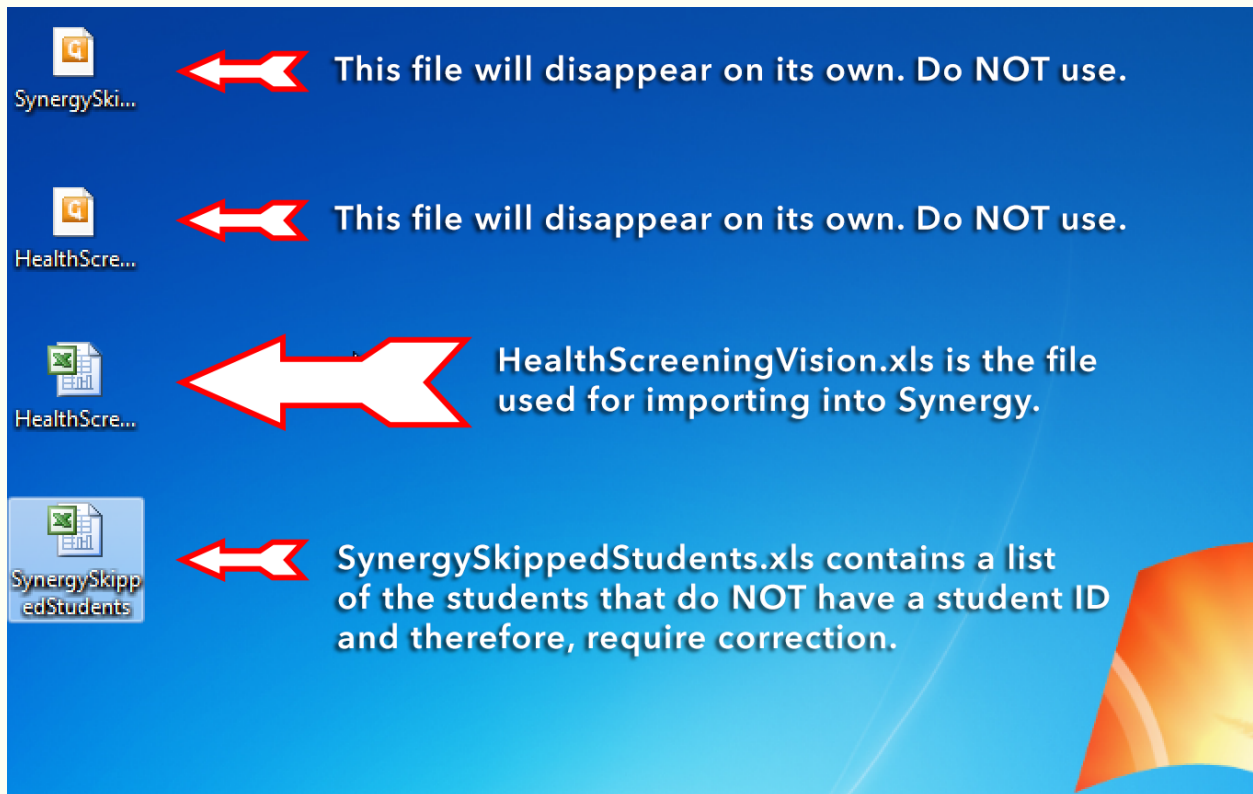 SynergySki...
This file will disappear on its own. Do NOT use.
HealthScre...
This file will disappear on its own. Do NOT use.
HealthScre...
HealthScreeningVision.xls is the file
used for importing into Synergy.
SynergySkipp
edStudents
SynergySkippedStudents.xls contains a list
of the students that do NOT have a student ID
and therefore, require correction.